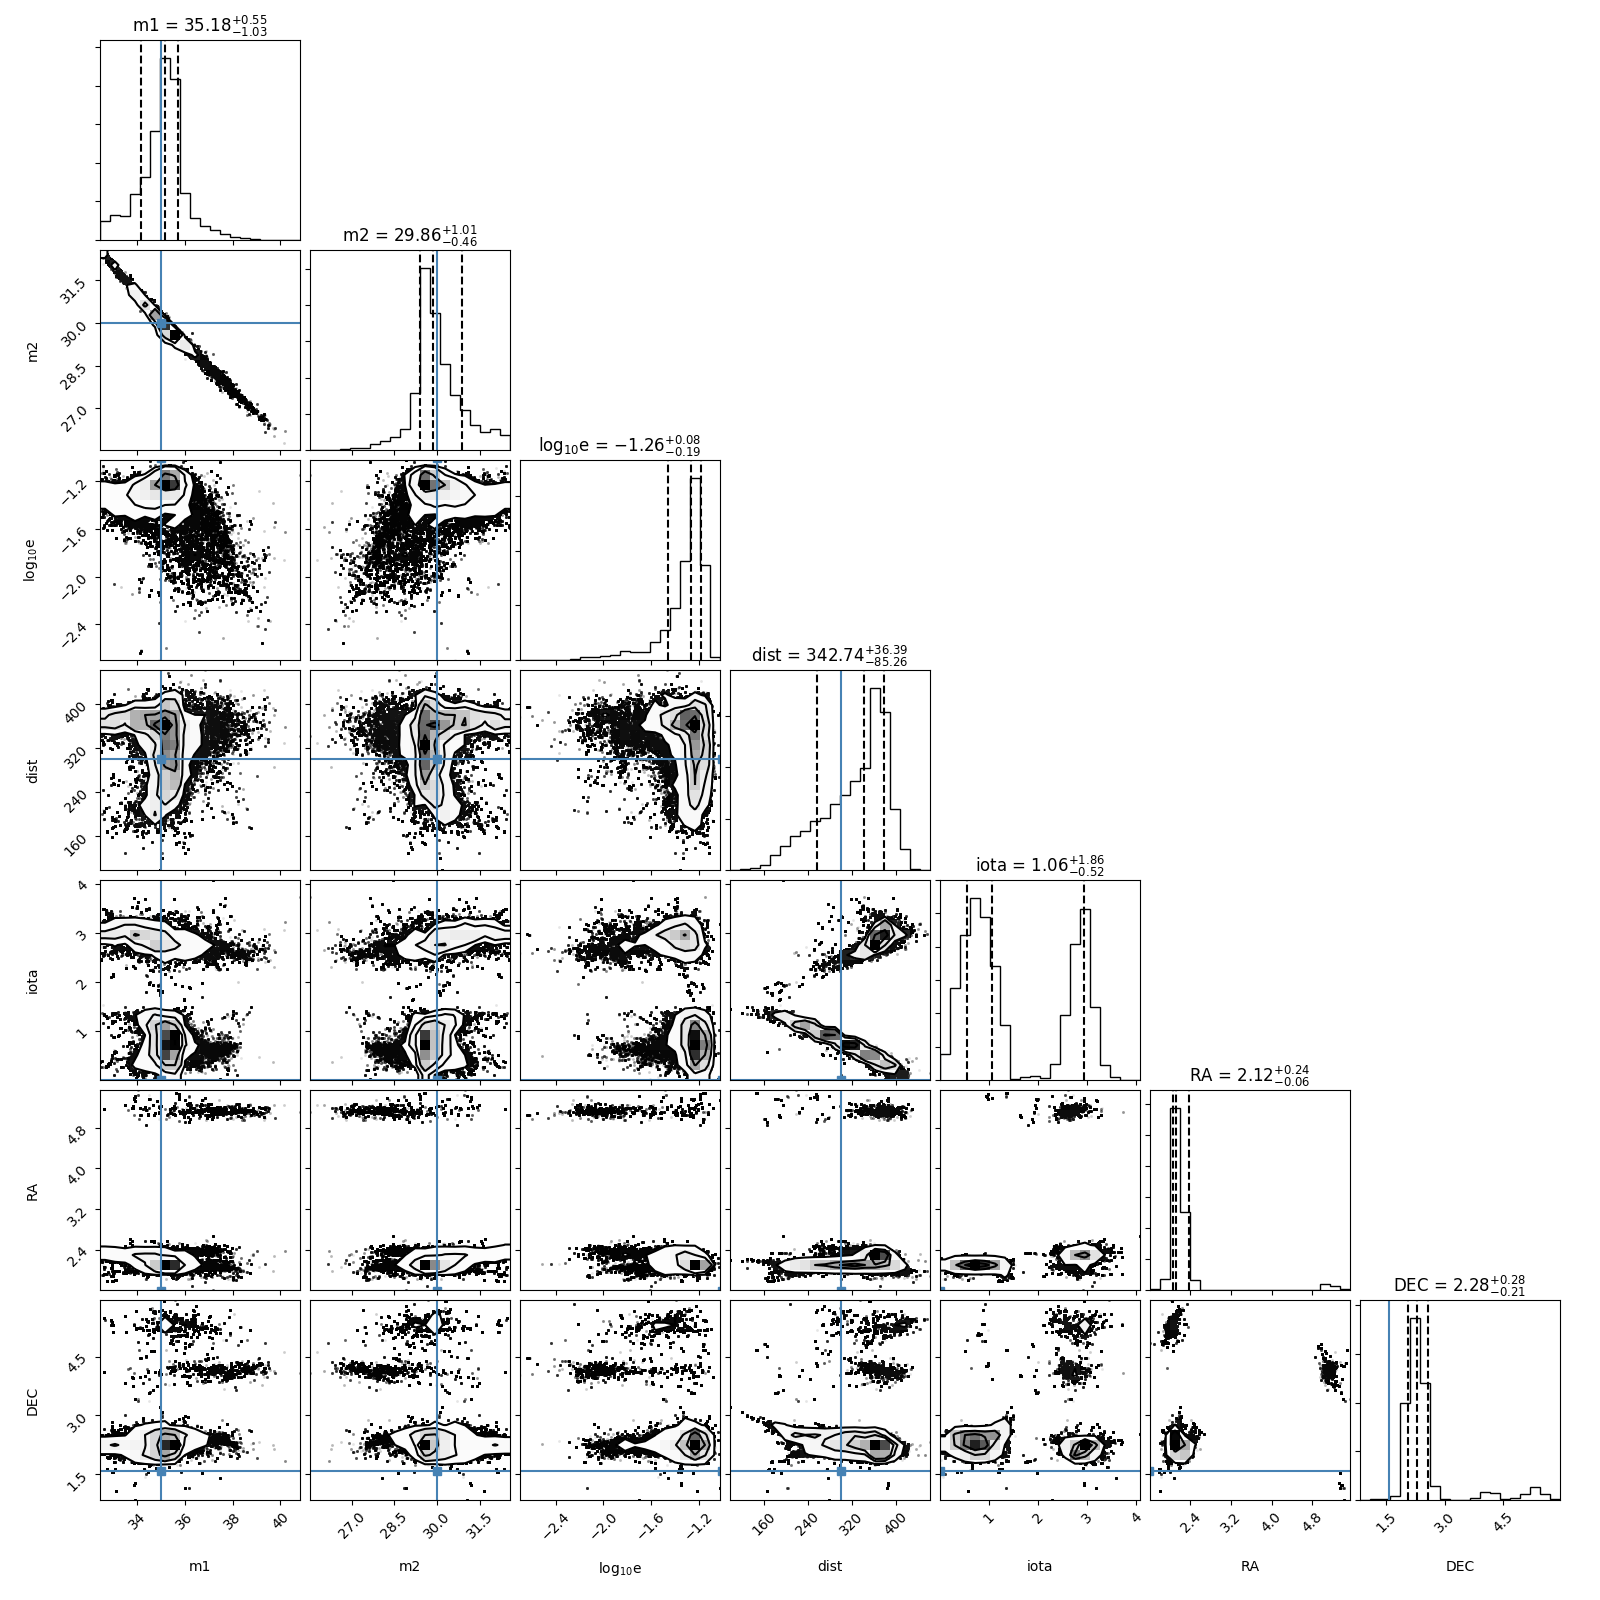 m1 = 35.18+0.55−1.03
m2 = 29.86+1.01−0.46
log10e = −1.26+0.08−0.19
dist = 342.74+36.39−85.26
iota = 1.06+1.86−0.52
RA = 2.12+0.24−0.06
DEC = 2.28+0.28−0.21
m2
31.5
30.0
28.5
27.0
log10e
−1.2
−1.6
−2.0
−2.4
dist
400
320
240
160
iota
4
3
2
1
RA
4.8
4.0
3.2
2.4
DEC
4.5
3.0
1.5
34 36 38 40
27.0 28.5 30.0 31.5
−2.4 −2.0 −1.6 −1.2
160 240 320 400
1 2 3 4
2.4 3.2 4.0 4.8
1.5 3.0 4.5
m1 m2 log10e dist iota RA DEC